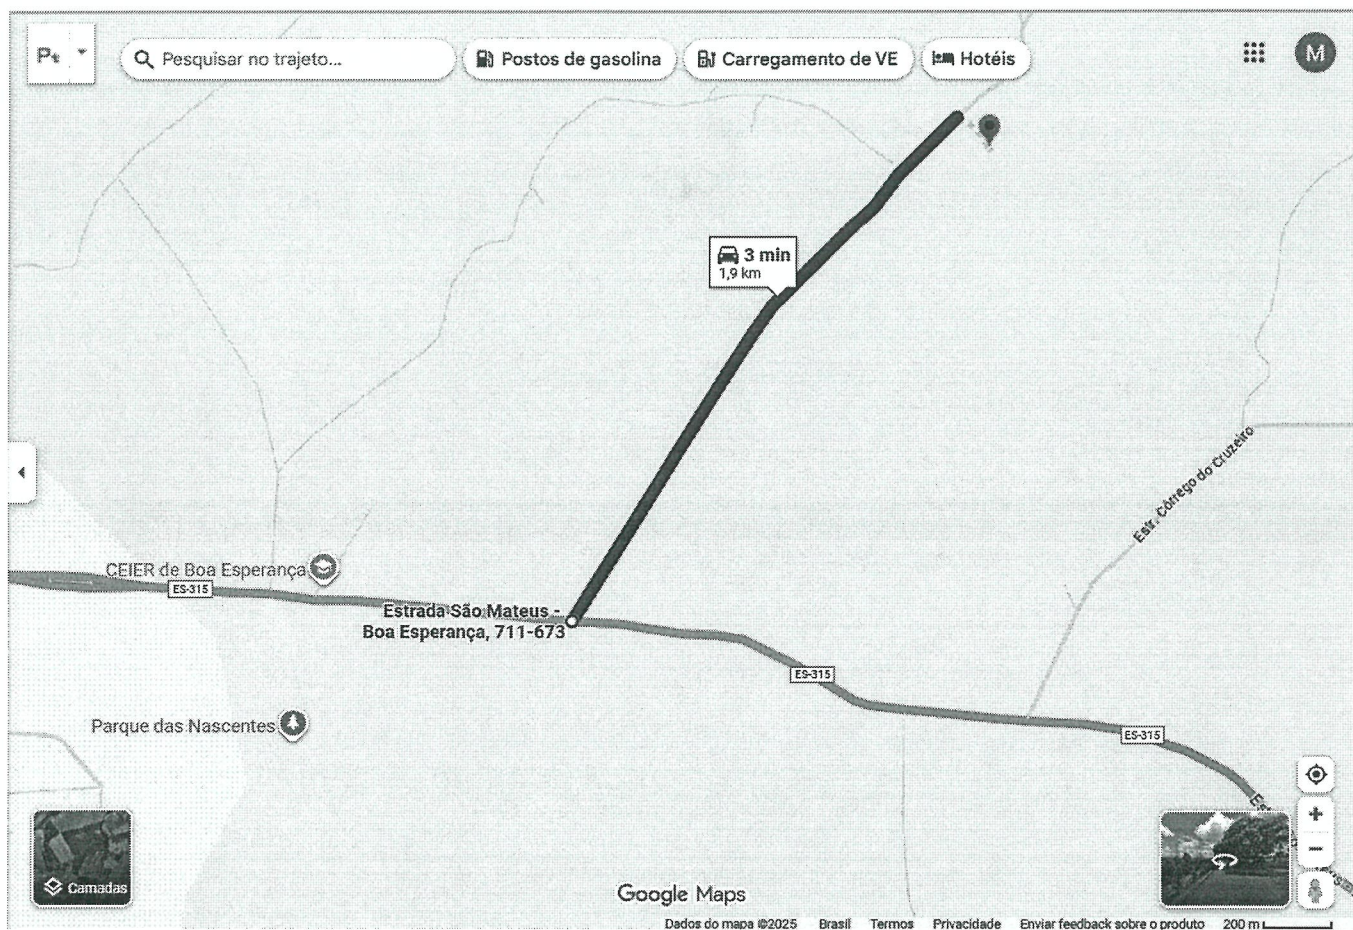 Pt
Pesquisar no trajeto...
Postos de gasolina
Carregamento de VE
Hotéis
M
3 min
1,9 km
Estr. Córrego do Cruzeiro
CEIER de Boa Esperança
ES-315
Estrada São Mateus -
Boa Esperança, 711-673
ES-315
Parque das Nascentes
ES-315
Camadas
Google Maps
Dados do mapa ©2025 Brasil Termos Privacidade Enviar feedback sobre o produto 200 m